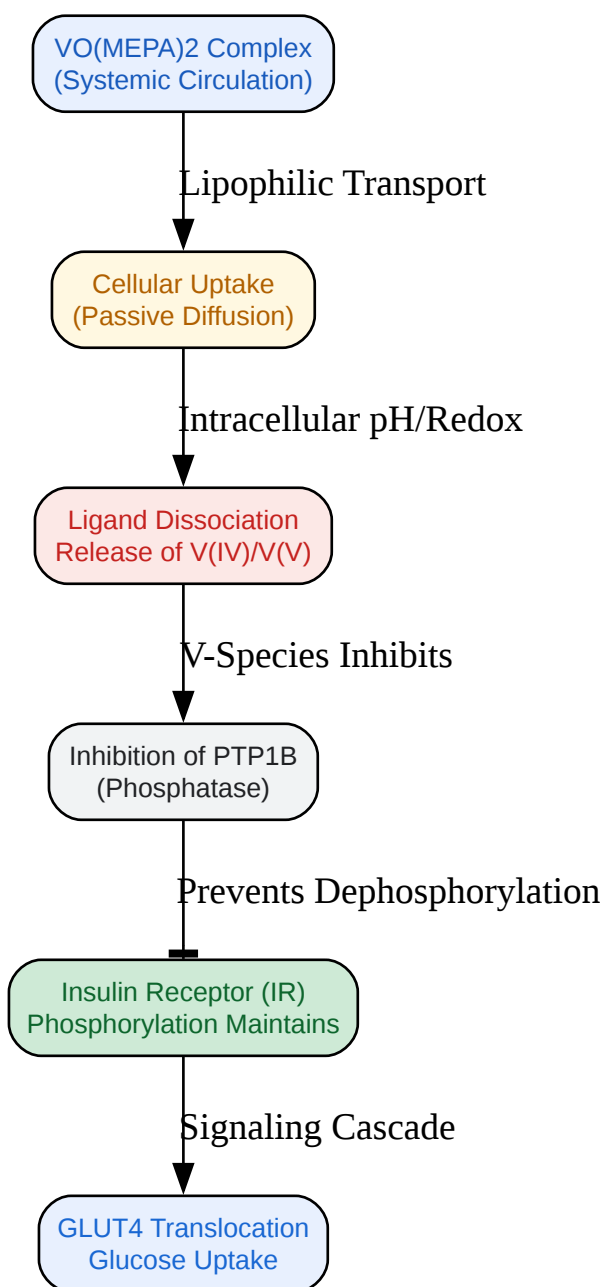 VO(MEPA)2 Complex
(Systemic Circulation)
Lipophilic Transport
Cellular Uptake
(Passive Diffusion)
Intracellular pH/Redox
Ligand Dissociation
Release of V(IV)/V(V)
V-Species Inhibits
Inhibition of PTP1B
(Phosphatase)
Prevents Dephosphorylation
Insulin Receptor (IR)
Phosphorylation Maintains
Signaling Cascade
GLUT4 Translocation
Glucose Uptake